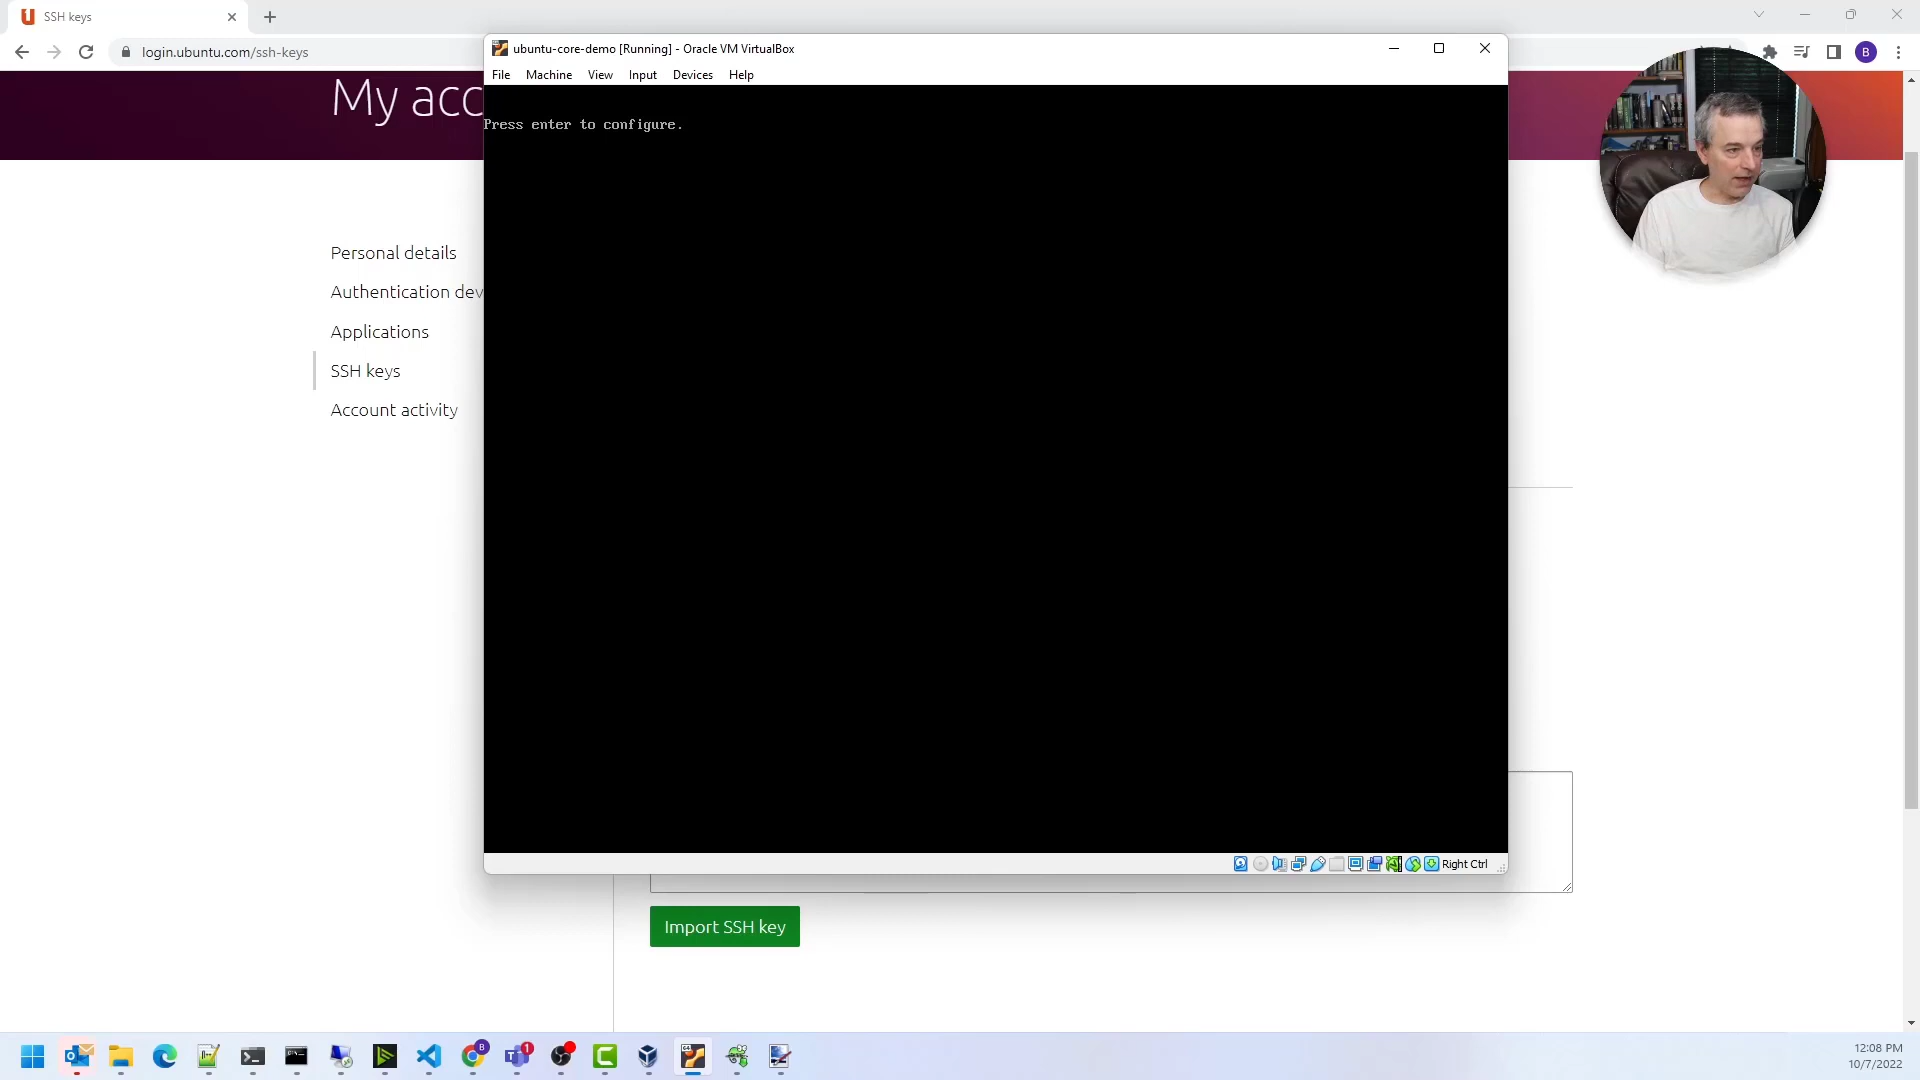 SSH keys
login.ubuntu.com/ssh-keys
B
ubuntu-core-demo [Running] - Oracle VM VirtualBox
File Machine View Input Devices Help
My acc
Press enter to configure.
Personal details
Authentication dev
Applications
SSH keys
Account activity
Right Ctrl
Import SSH key
B
1
12:08 PM
10/7/2022